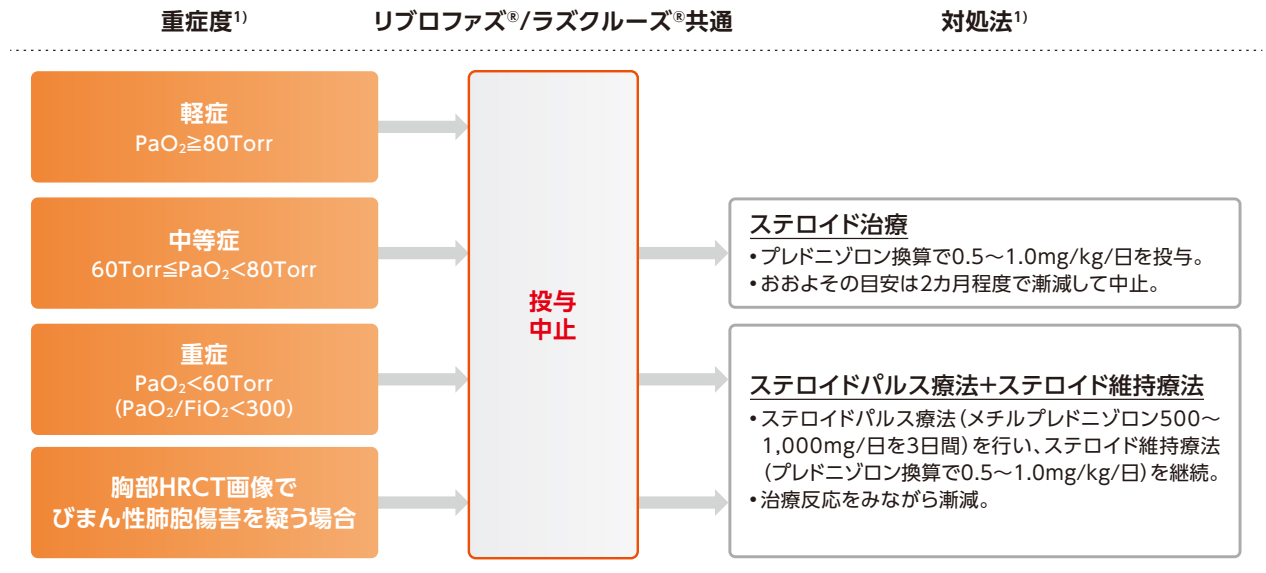 重症度1) リブロファズ®/ラズクルーズ®共通 対処法1)
軽症
PaO₂≧80Torr
中等症
60Torr≦PaO₂<80Torr
重症
PaO₂<60Torr
(PaO₂/FiO₂<300)
胸部HRCT画像で
びまん性肺胞傷害を疑う場合
投与
中止
ステロイド治療
•プレドニゾロン換算で0.5～1.0mg/kg/日を投与。
•おおよその目安は2カ月程度で漸減して中止。
ステロイドパルス療法+ステロイド維持療法
•ステロイドパルス療法(メチルプレドニゾロン500～
1,000mg/日を3日間)を行い、ステロイド維持療法
(プレドニゾロン換算で0.5～1.0mg/kg/日)を継続。
•治療反応をみながら漸減。